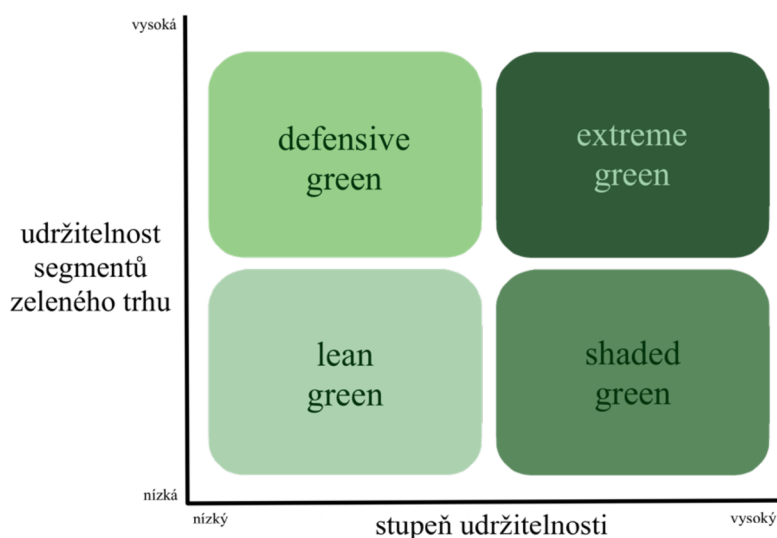 vysoká
defensive
green
extreme
green
udržitelnost
segmentů
zeleného trhu
lean
green
shaded
green
nízká
nízký
stupeň udržitelnosti
vysoký